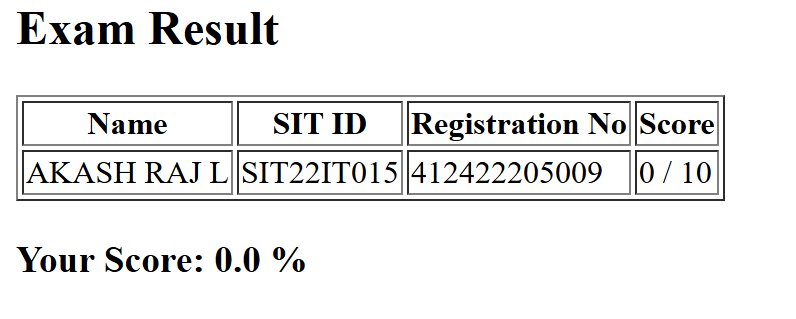 Exam Result
Name SIT ID Registration No Score
AKASH RAJ L SIT22IT015 412422205009 0 / 10
Your Score: 0.0 %